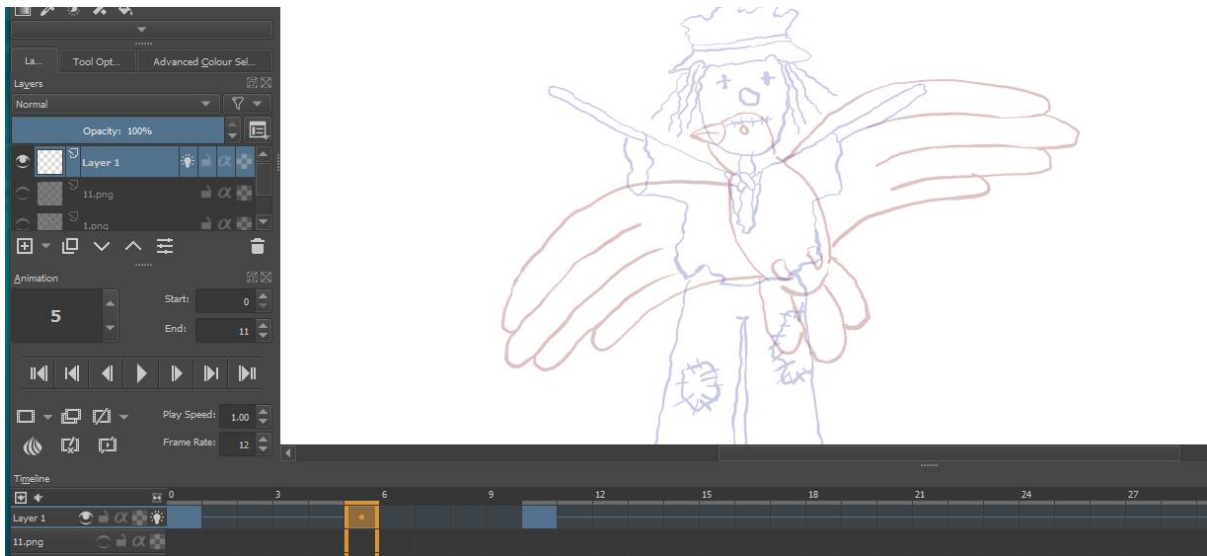 La... Tool Opt... Advanced Colour Sel...
Layers
Normal
Opacity: 100%
Layer 1
11.png
1.png
Animation
5
Start: 0
End: 11
Play Speed: 1.00
Frame Rate: 12
Timeline
0 3 6 9 12 15 18 21 24 27
Layer 1
11.png